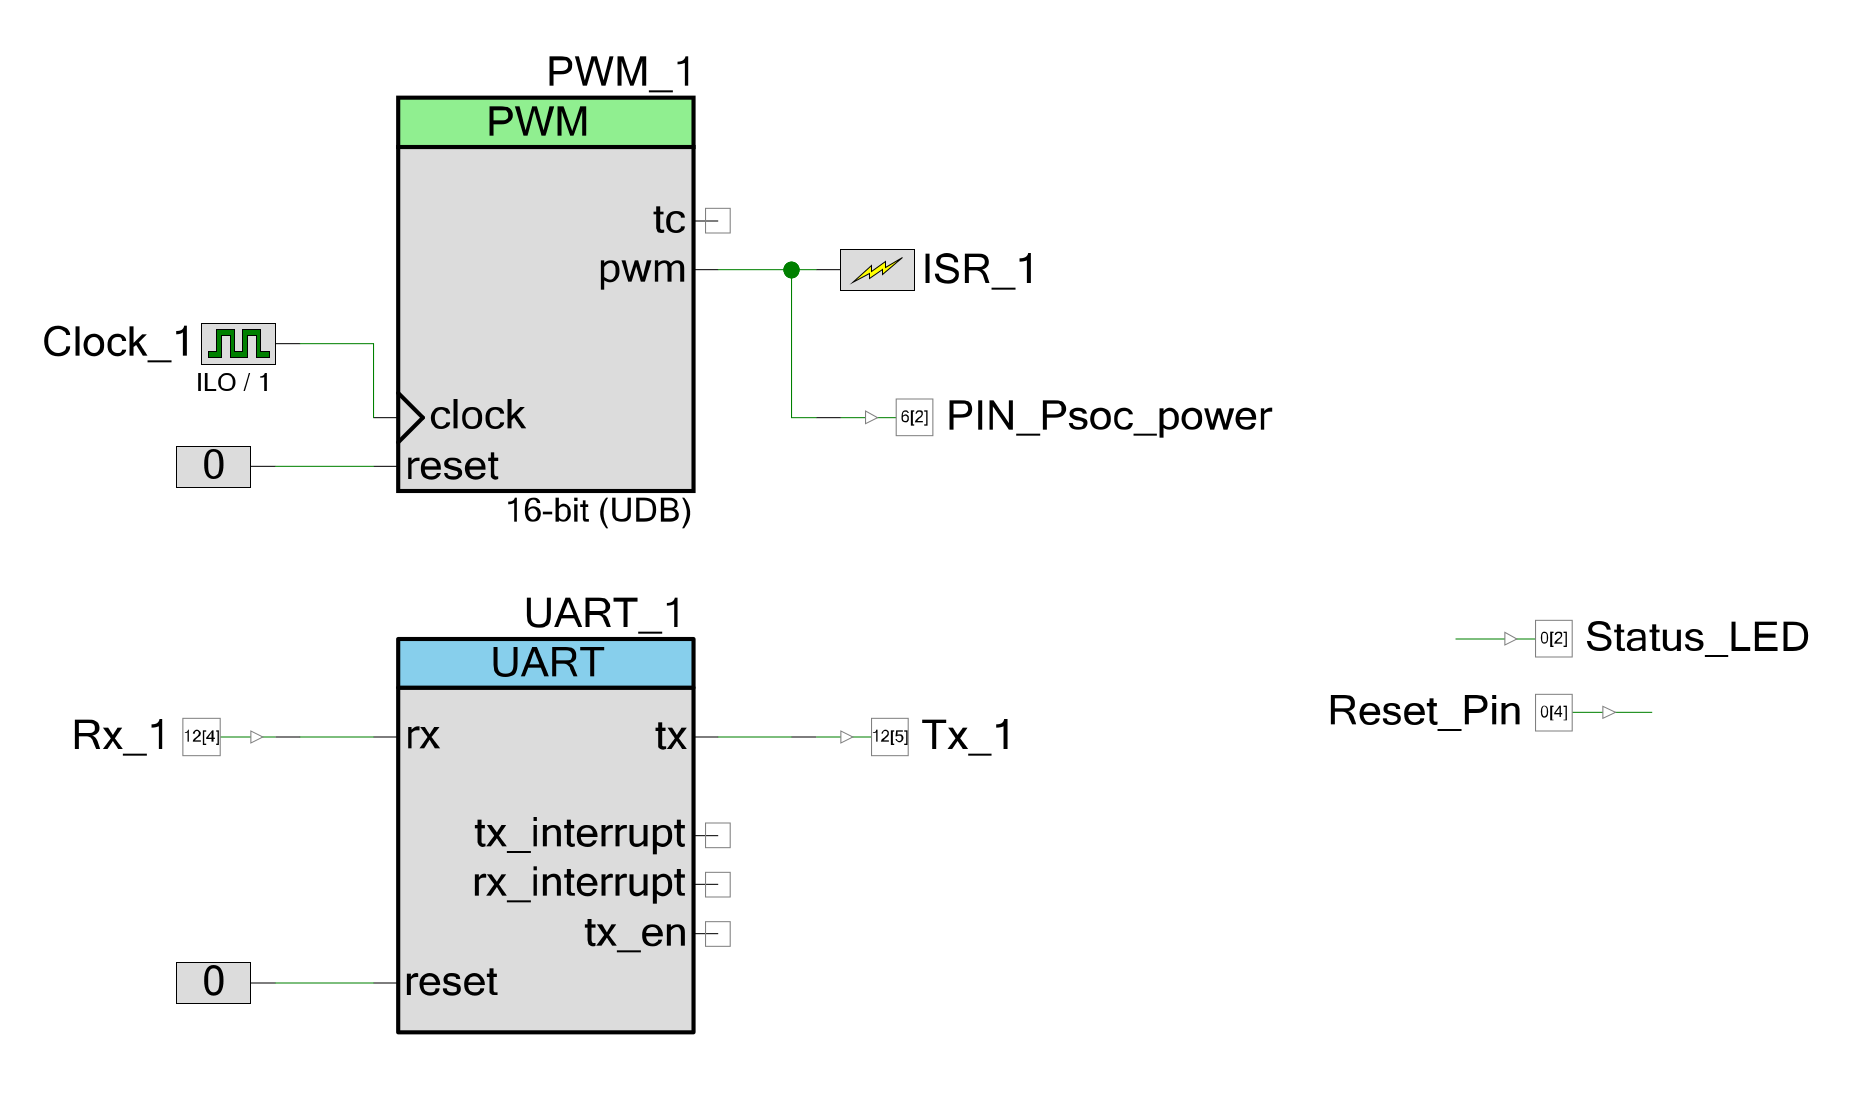 PWM_1
PWM
tc
pwm
ISR_1
Clock_1
ILO / 1
clock
6[2] PIN_Psoc_power
0
reset
16-bit (UDB)
UART_1
UART
0[2] Status_LED
Reset_Pin 0[4]
Rx_1 12[4]
rx
tx
12[5] Tx_1
tx_interrupt
rx_interrupt
tx_en
0
reset